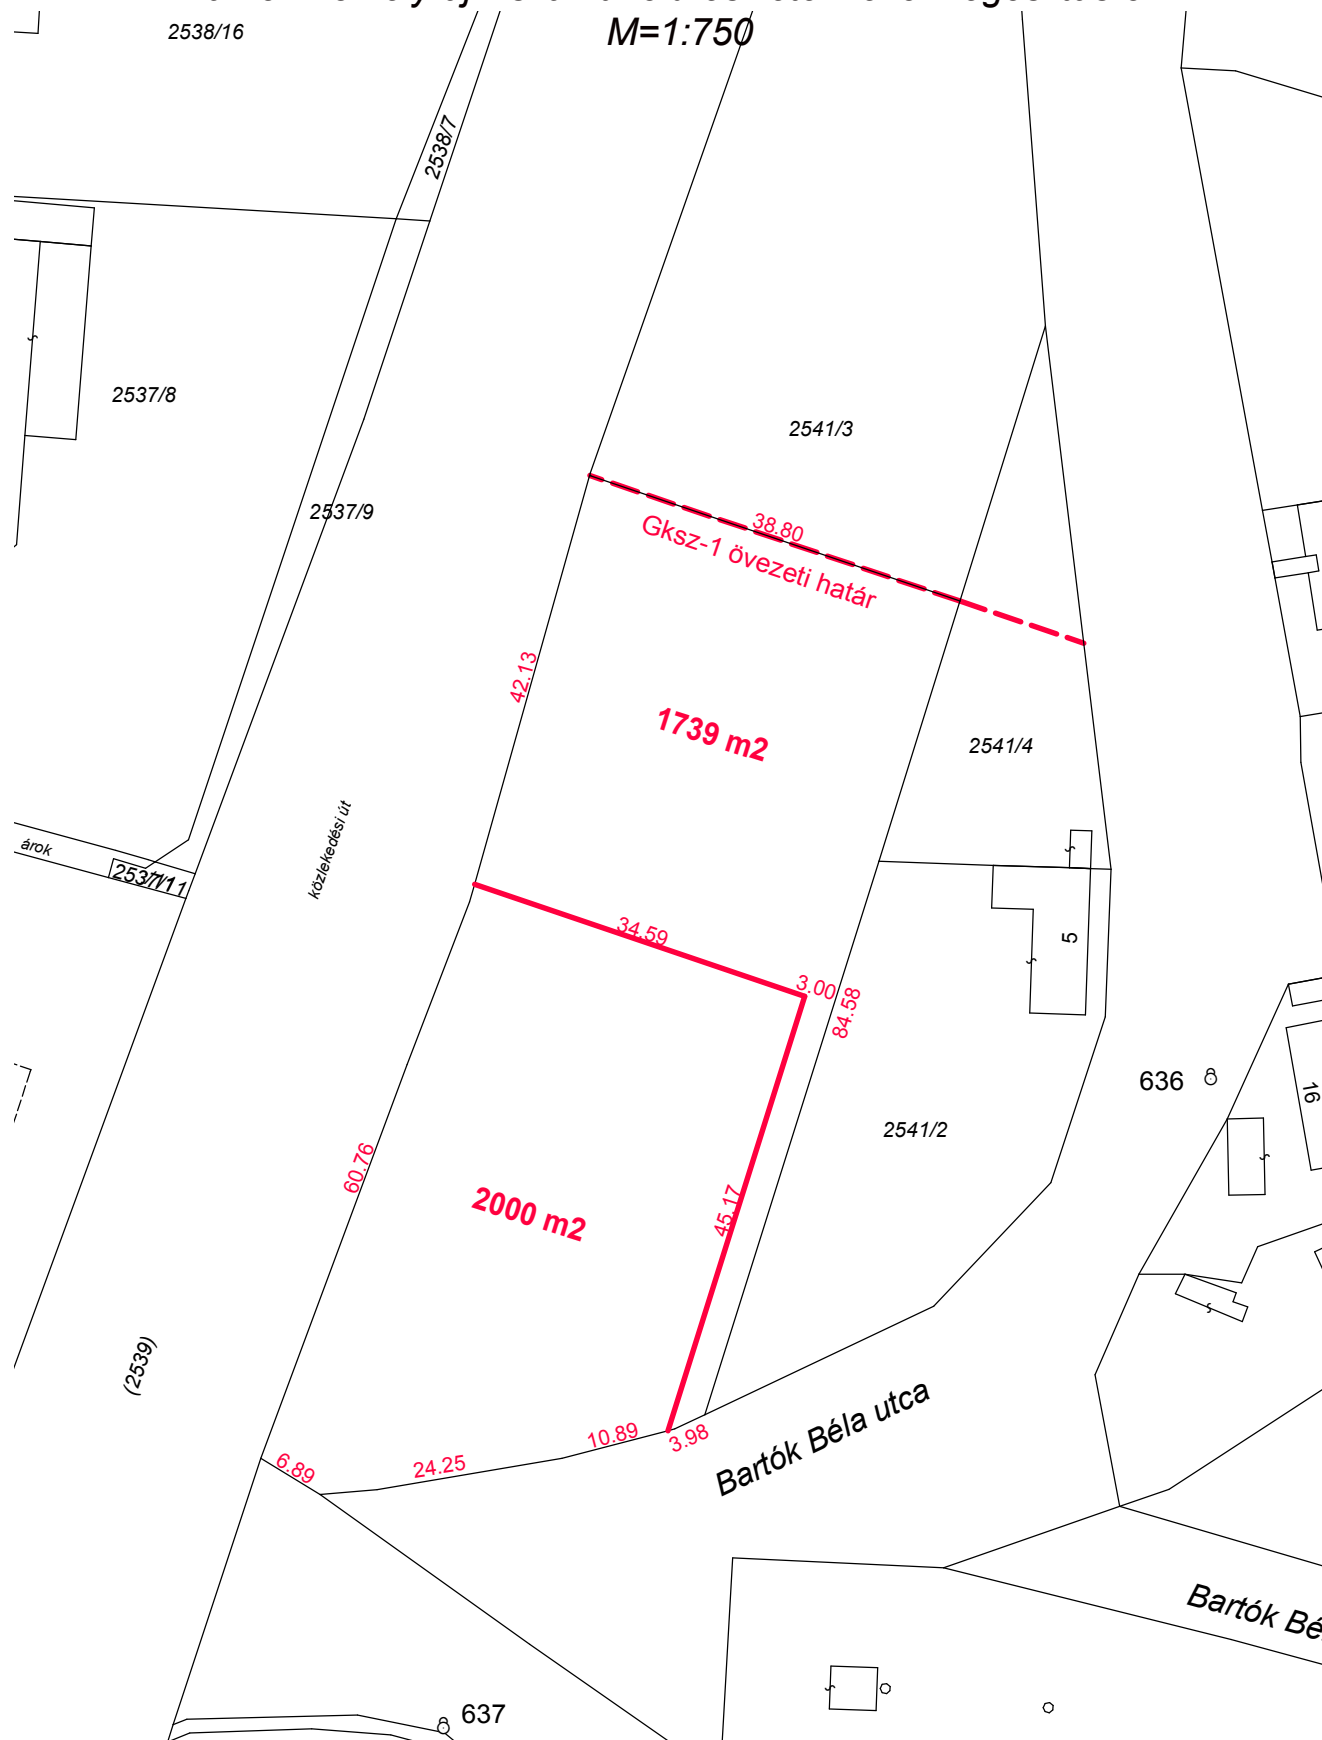 M=1:750
2538/16
2538/7
2537/8
2541/3
2537/9
38.80
Gksz-1 övezeti határ
42.13
1739 m2
2541/4
közlekedési út
árok
34.59
5
3.00
84.58
636
16
2541/2
60.76
45.17
2000 m2
(2539)
Bartók Béla utca
10.89
3.98
24.25
6.89
Bartók
637